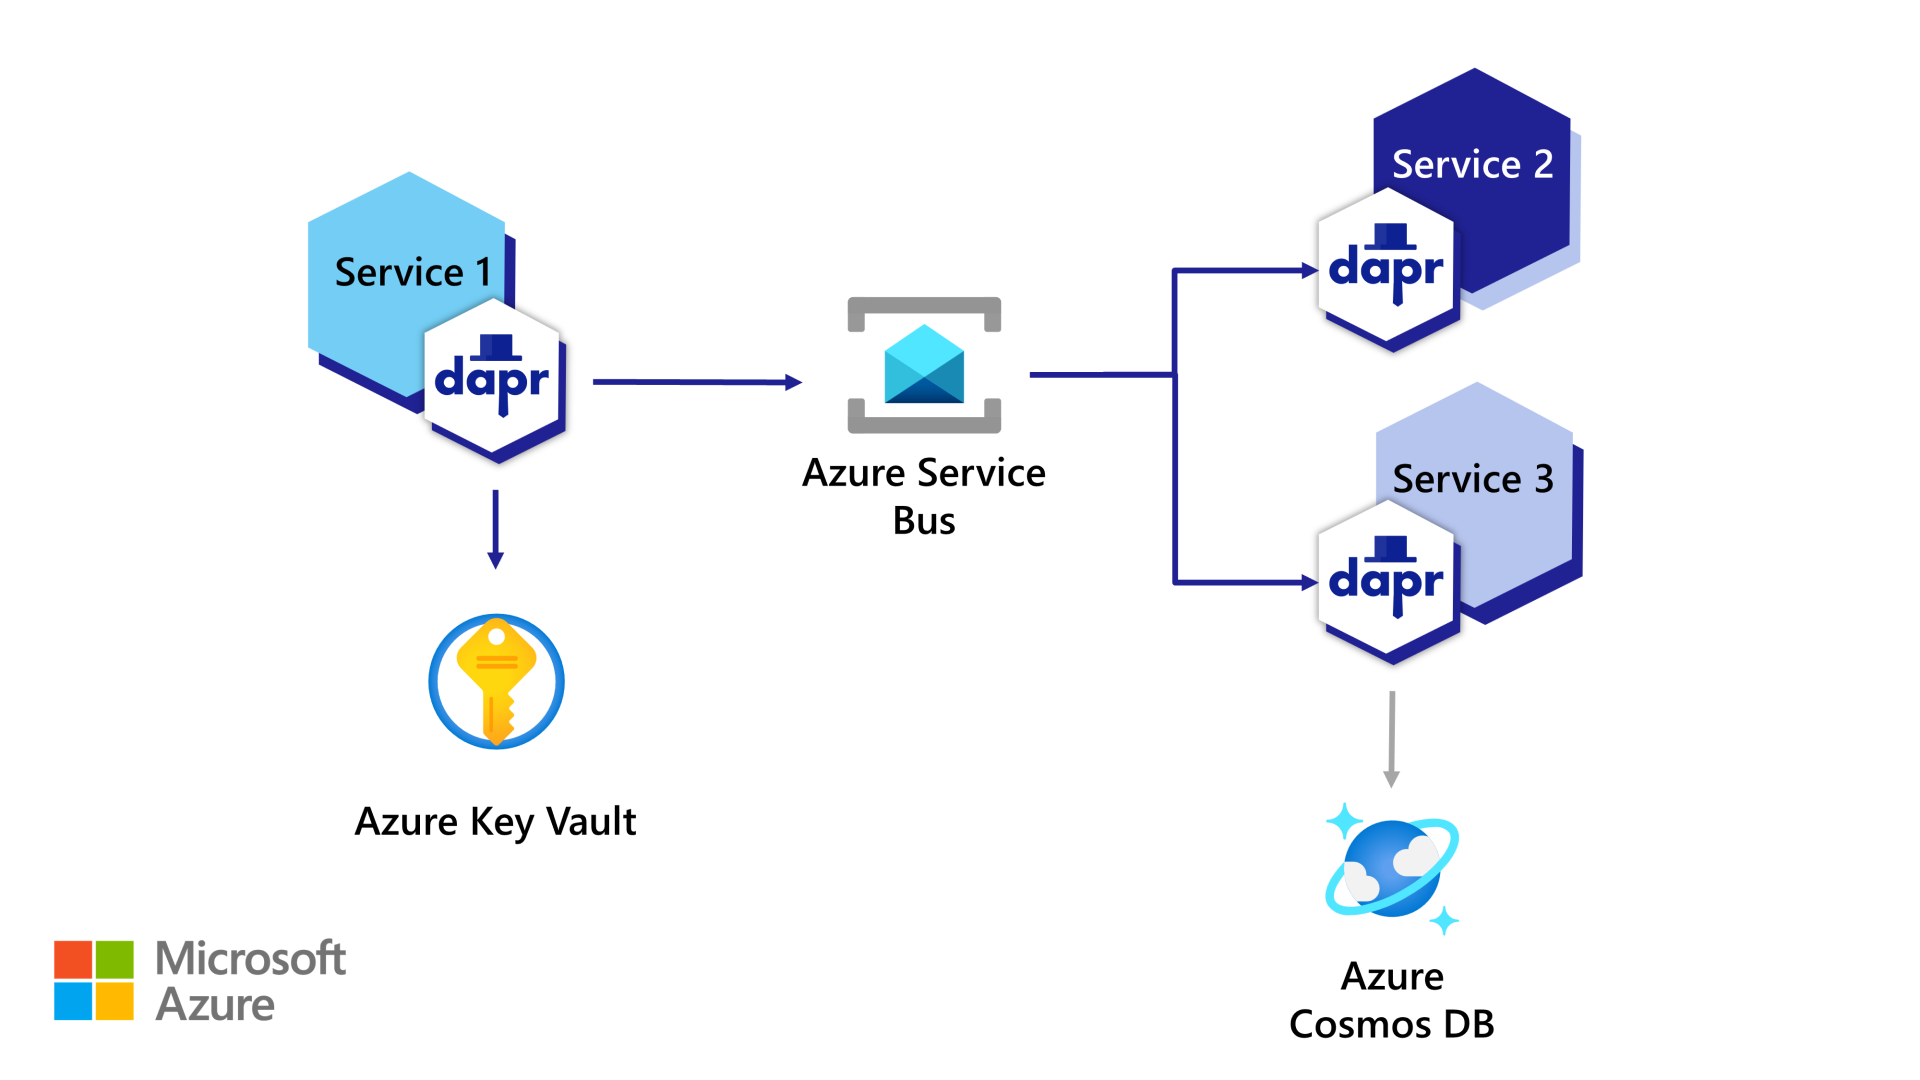 Service 1
dapr
Azure Key Vault
Azure Service
Bus
Service 2
dapr
Service 3
dapr
Azure
Cosmos DB
Microsoft
Azure